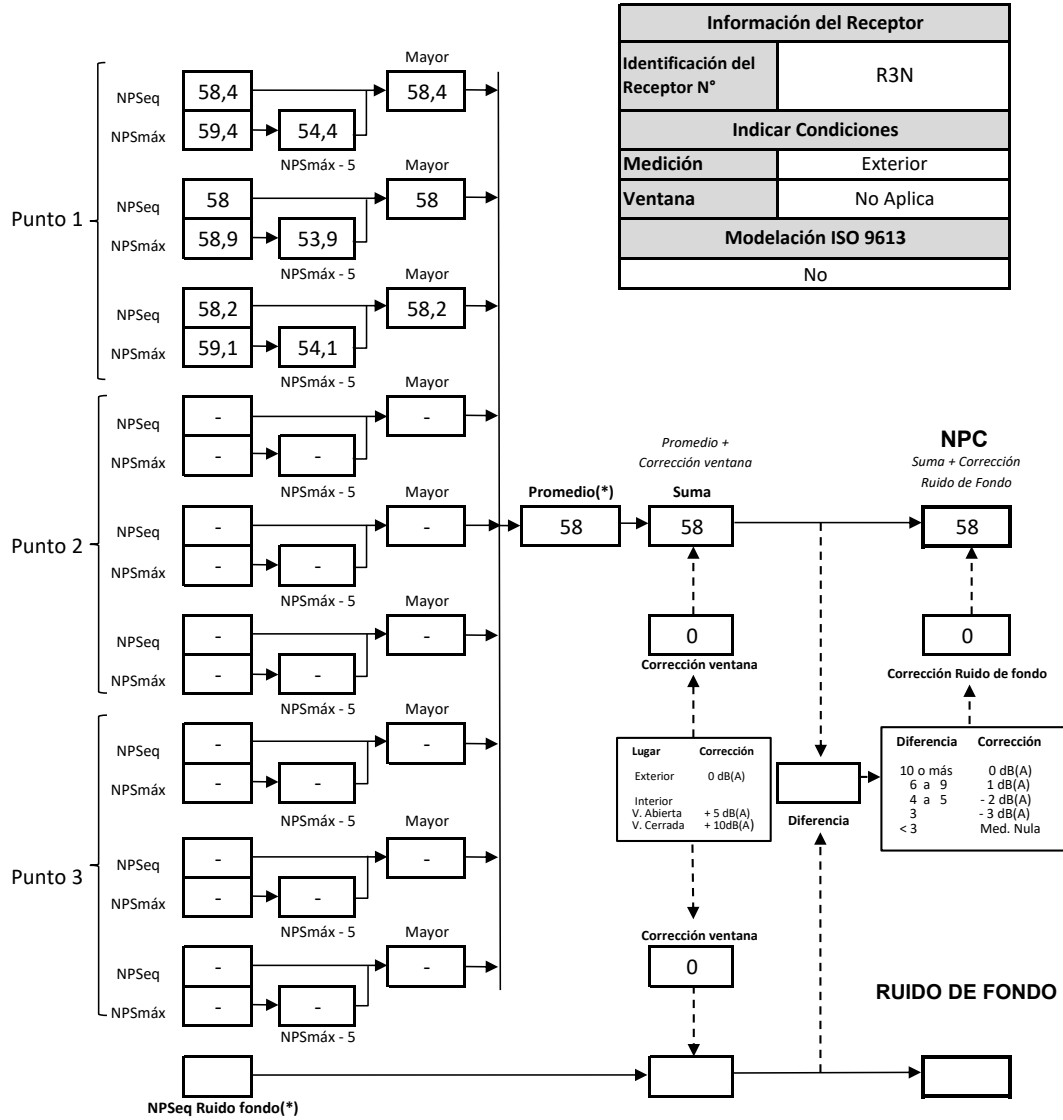 Información del Receptor
Identificación del
Receptor N°
R3N
Indicar Condiciones
Medición
Exterior
Ventana
No Aplica
Modelación ISO 9613
No
Punto 1
Mayor
NPSeq
58,4
58,4
NPSmáx
59,4
54,4
NPSmáx - 5
Mayor
NPSeq
58
58
NPSmáx
58,9
53,9
NPSmáx - 5
Mayor
NPSeq
58,2
58,2
NPSmáx
59,1
54,1
NPSmáx - 5
Punto 2
Mayor
NPSeq
-
-
NPSmáx
-
-
NPSmáx - 5
Mayor
NPSeq
-
-
NPSmáx
-
-
NPSmáx - 5
Mayor
NPSeq
-
-
NPSmáx
-
-
NPSmáx - 5
Punto 3
Mayor
NPSeq
-
-
NPSmáx
-
-
NPSmáx - 5
Mayor
NPSeq
-
-
NPSmáx
-
-
NPSmáx - 5
Mayor
NPSeq
-
-
NPSmáx
-
-
NPSmáx - 5
NPSeq Ruido fondo(*)
Promedio(*)
58
Promedio +
Corrección ventana
Suma
58
0
Corrección ventana
Lugar Corrección
Exterior 0 dB(A)
Interior
V. Abierta + 5 dB(A)
V. Cerrada + 10dB(A)
Corrección ventana
0
Diferencia
NPC
Suma + Corrección
Ruido de Fondo
58
0
Corrección Ruido de fondo
Diferencia Corrección
10 o más 0 dB(A)
6 a 9 1 dB(A)
4 a 5 - 2 dB(A)
3 - 3 dB(A)
< 3 Med. Nula
RUIDO DE FONDO